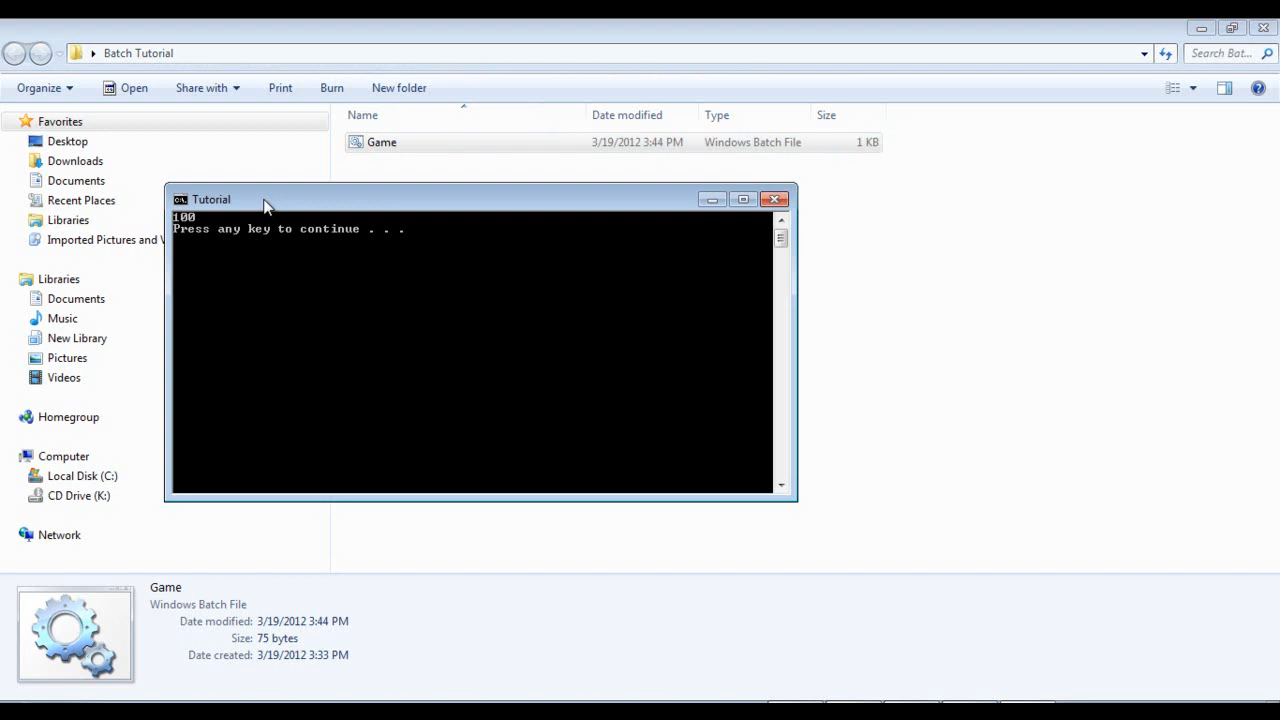 Batch Tutorial
Search Bat...
Organize Open Share with Print Burn New folder
Name Date modified Type Size
Game 3/19/2012 3:44 PM Windows Batch File 1 KB
Favorites
Desktop
Downloads
Documents
Recent Places
Libraries
Imported Pictures and V
Libraries
Documents
Music
New Library
Pictures
Videos
Homegroup
Computer
Local Disk (C:)
CD Drive (K:)
Network
C:\.
Tutorial
100
Press any key to continue . . .
Game
Windows Batch File
Date modified: 3/19/2012 3:44 PM
Size: 75 bytes
Date created: 3/19/2012 3:33 PM